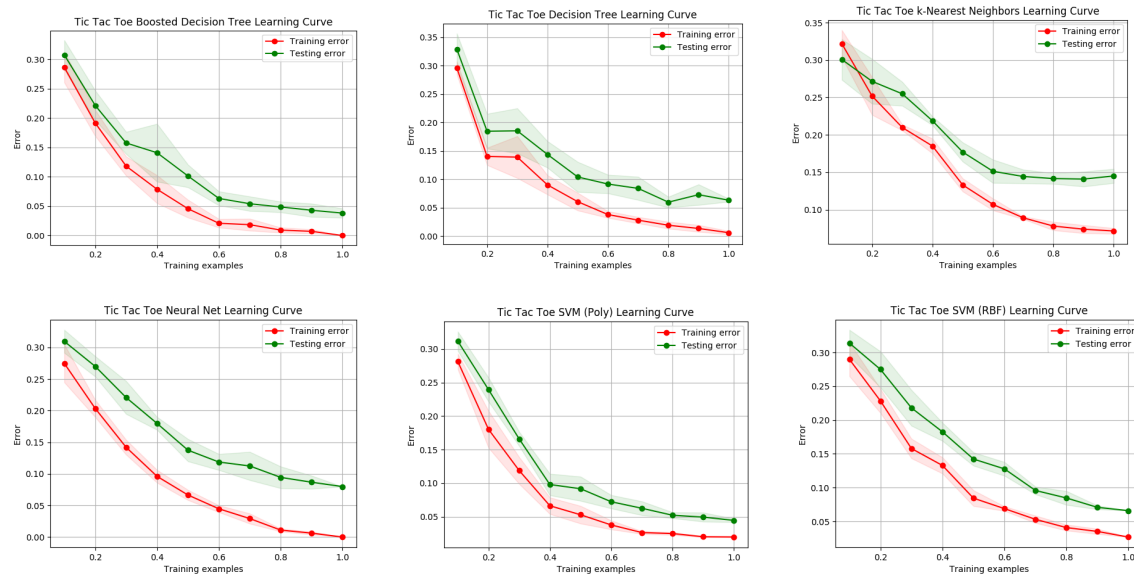 Tic Tac Toe Boosted Decision Tree Learning Curve
Training error
Testing error
0.30
0.25
0.20
0.15
0.10
0.05
0.00
Error
0.2
0.4
0.6
0.8
1.0
Training examples
Tic Tac Toe Decision Tree Learning Curve
Training error
Testing error
0.35
0.30
0.25
0.20
0.15
0.10
0.05
0.00
Error
0.2
0.4
0.6
0.8
1.0
Training examples
Tic Tac Toe k-Nearest Neighbors Learning Curve
Training error
Testing error
0.35
0.30
0.25
0.20
0.15
0.10
Error
0.2
0.4
0.6
0.8
1.0
Training examples
Tic Tac Toe Neural Net Learning Curve
Training error
Testing error
0.30
0.25
0.20
0.15
0.10
0.05
0.00
Error
0.2
0.4
0.6
0.8
1.0
Training examples
Tic Tac Toe SVM (Poly) Learning Curve
Training error
Testing error
0.30
0.25
0.20
0.15
0.10
0.05
Error
0.2
0.4
0.6
0.8
1.0
Training examples
Tic Tac Toe SVM (RBF) Learning Curve
Training error
Testing error
0.30
0.25
0.20
0.15
0.10
0.05
Error
0.2
0.4
0.6
0.8
1.0
Training examples